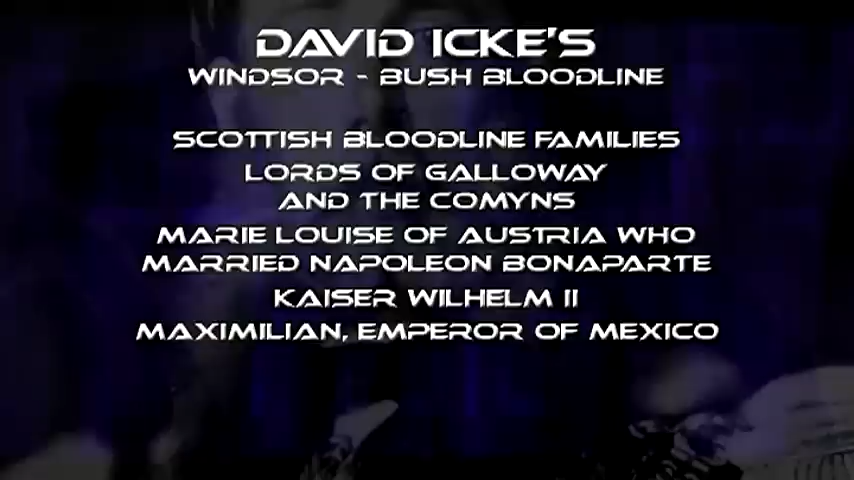 DAVID ICKE'S
WINDSOR - BUSH BLOODLINE
SCOTTISH BLOODLINE FAMILIES
LORDS OF GALLOWAY
AND THE COMYNS
MARIE LOUISE OF AUSTRIA WHO
MARRIED NAPOLEON BONAPARTE
KAISER WILHELM II
MAXIMILIAN, EMPEROR OF MEXICO